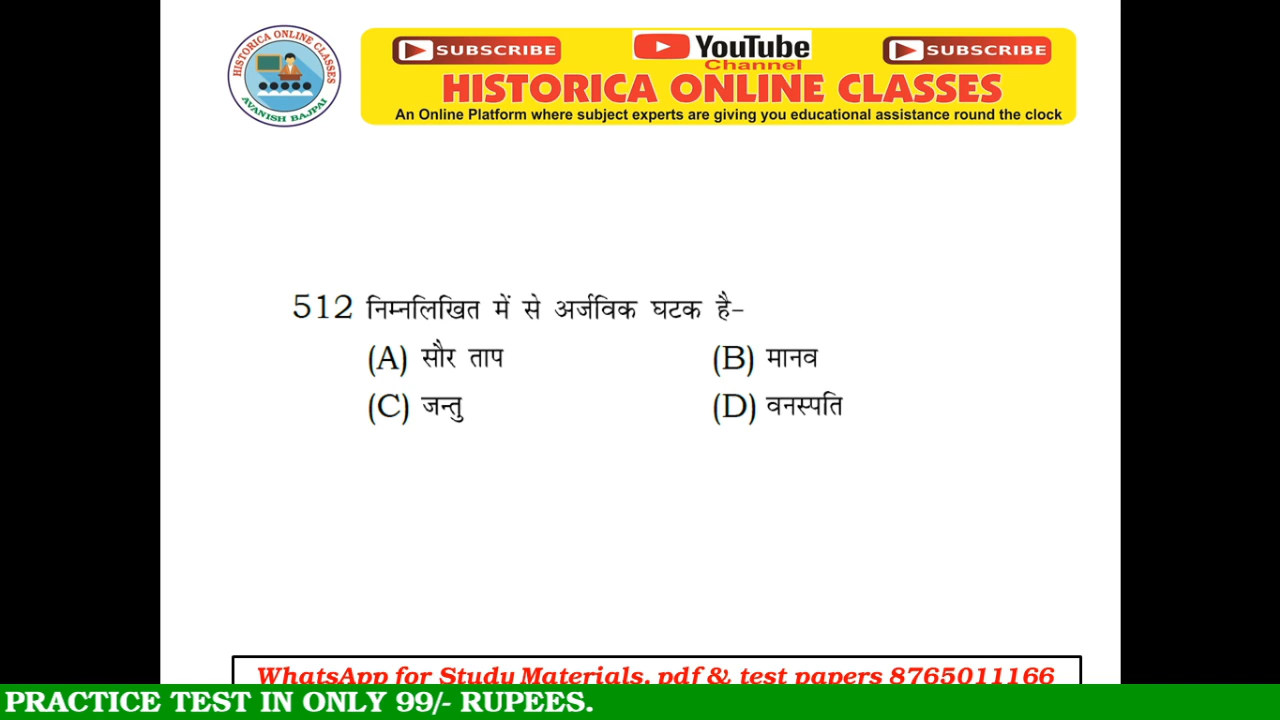 HISTORICA ONLINE CLASSES
AVANISH BAJPAI
SUBSCRIBE YouTube SUBSCRIBE
Channel
HISTORICA ONLINE CLASSES
An Online Platform where subject experts are giving you educational assistance round the clock
512 निम्नलिखित में से अर्जविक घटक है-
(A) सौर ताप (B) मानव
(C) जन्तु (D) वनस्पति
WhatsApp for Study Materials, pdf & test papers 8765011166
PRACTICE TEST IN ONLY 99/- RUPEES.